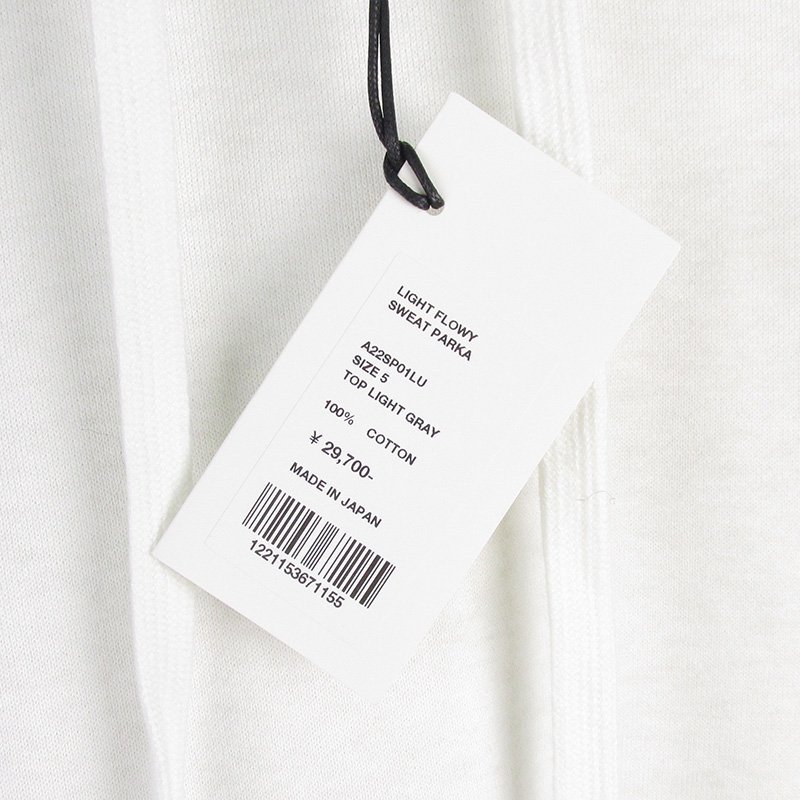 LIGHT FLOWY
SWEAT PARKA
A22SP01LU
SIZE 5
TOP LIGHT GRAY
100% COTTON
¥ 29,700-
MADE IN JAPAN
1221153671155